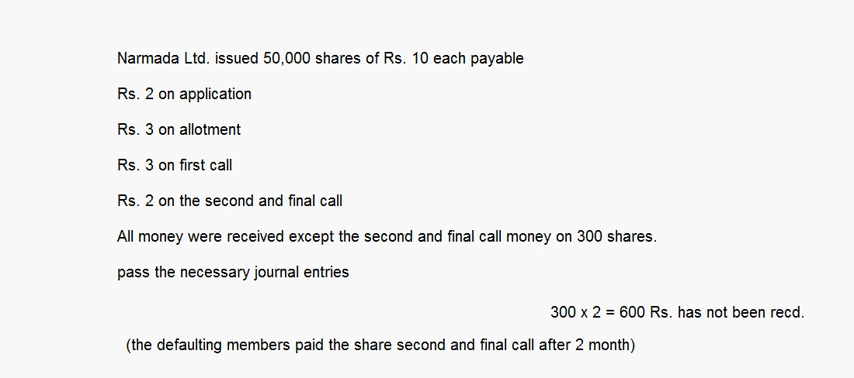 Narmada Ltd. issued 50,000 shares of Rs. 10 each payable
Rs. 2 on application
Rs. 3 on allotment
Rs. 3 on first call
Rs. 2 on the second and final call
All money were received except the second and final call money on 300 shares.
pass the necessary journal entries
300 x 2 = 600 Rs. has not been recd.
(the defaulting members paid the share second and final call after 2 month)